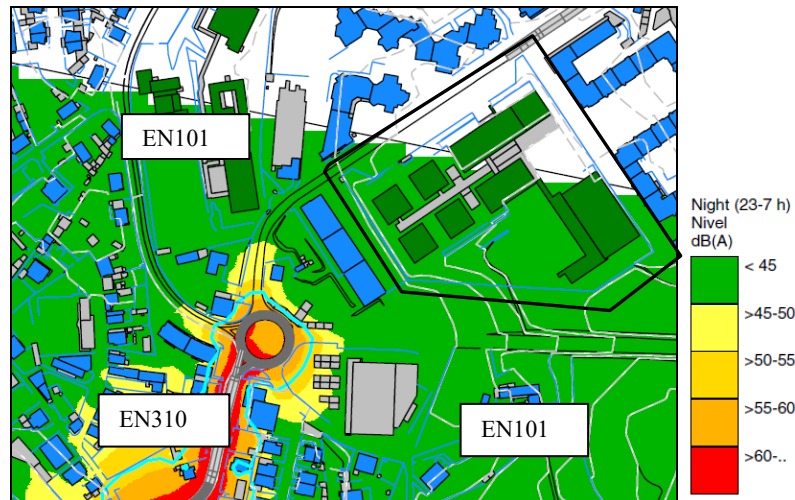 EN101
EN310
EN101
Night (23-7 h)
Nivel
dB(A)
< 45
>45-50
>50-55
>55-60
>60-..